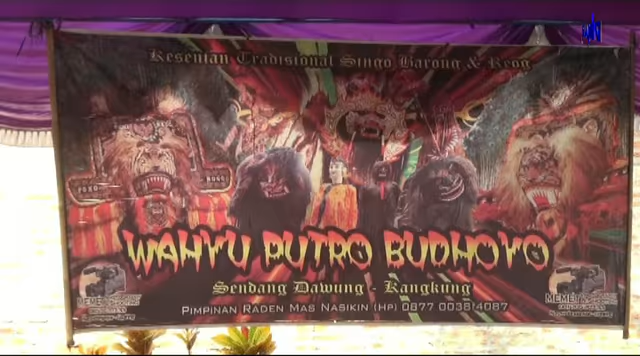 Kesenian Tradisional Singo Barong & Reog
WAHYU PUTRO BUDHOYO
Sendang Dawung - Kangkung
PIMPINAN RADEN MAS NASIKIN (HP) 0877 0038 4087